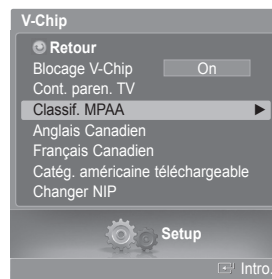 V-Chip
Retour
Blocage V-Chip On
Cont. paren. TV
Classif. MPAA
Anglais Canadien
Français Canadien
Catég. américaine téléchargeable
Changer NIP
Setup
Intro.